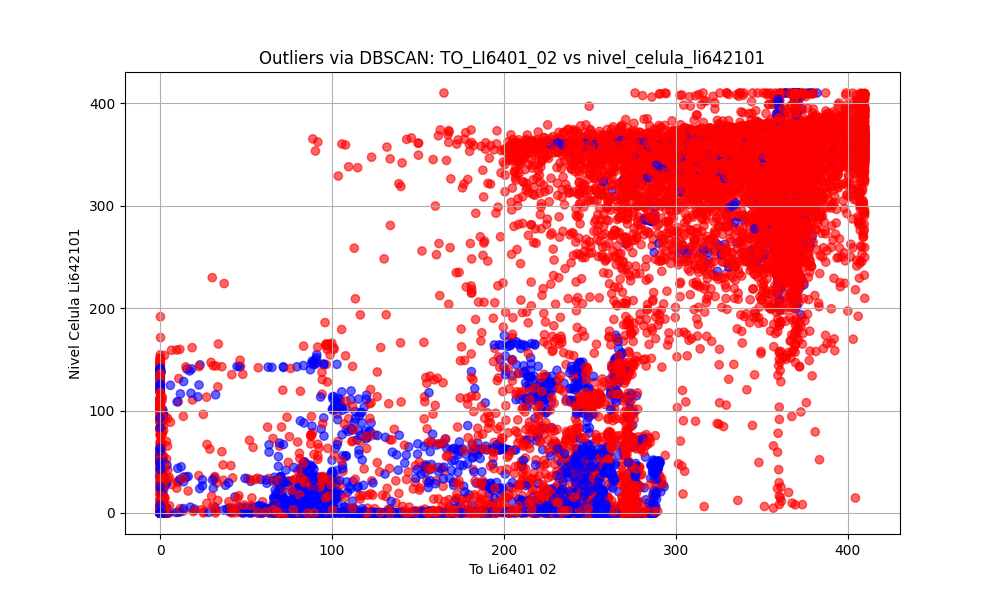 Outliers via DBSCAN: TO_LI6401_02 vs nivel_celula_li642101
400
300
200
100
0
Nivel Celula Li642101
0 100 200 300 400
To Li6401 02